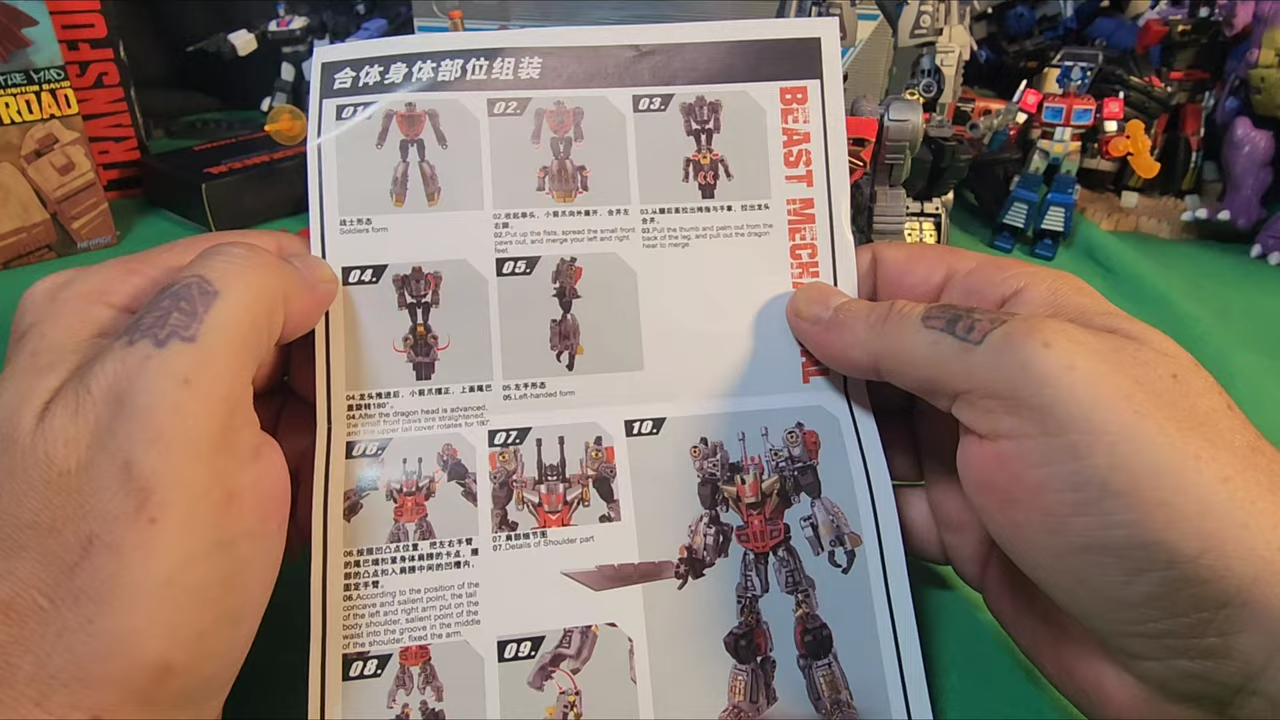 THE MAD
INQUISITOR DAVID
ROAD
TRANSFO
合体身体部位组装
BEAST MECH
01.
战士形态
Soldiers form
02.
02.收起拳头，小前爪向外展开，合并左
右脚。
02.Put up the fists, spread the small front
paws out, and merge your left and right
feet.
03.
03.从腿后面拉出拇指与手掌，拉出龙头
合并。
03.Pull the thumb and palm out from the
back of leg, and pull out the dragon
hear to merge.
04.
04.龙头推进后，小前爪摆正，上面尾巴
盖旋转180°。
04.After the dragon head is advanced,
the small front paws are straightened,
and the upper tail cover rotates for 180°.
05.
05.左手形态
05.Left-handed form
06.
06.按照凹凸点位置，把左右手臂
的尾巴端扣紧身体肩膀的卡点，腰
部的凸点扣入肩膀中间的凹槽内，
固定手臂。
06.According to the position of the
concave and salient point, the tail
of the left and right arm put on the
body shoulder, salient point of the
waist into the groove in the middle
of the shoulder, fixed the arm.
07.
07.肩部细节图
07.Details of Shoulder part
08.
09.
10.